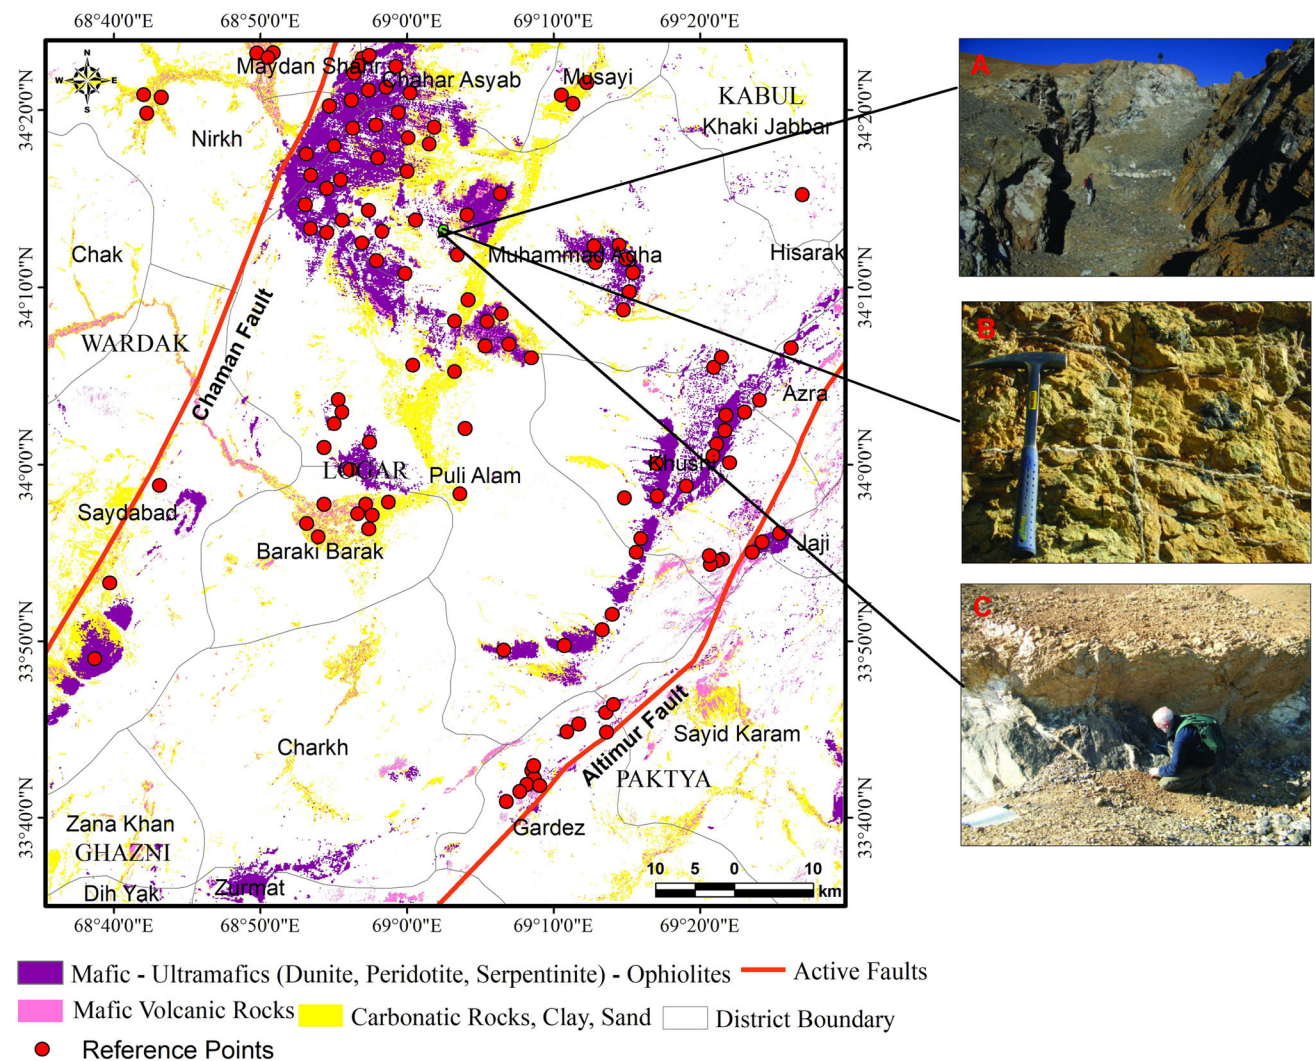 68°40'0"E 68°50'0"E 69°0'0"E 69°10'0"E 69°20'0"E
N
W E
S
Maydan Shahr
Chahar Asyab
Musayi
KABUL
Khaki Jabbar
Nirkh
34°20'0"N
34°20'0"N
Chak
Muhammad Agha
Hisarak
34°10'0"N
34°10'0"N
WARDAK
Chaman Fault
Azra
34°0'0"N
34°0'0"N
LOGAR
Puli Alam
Khushi
Saydabad
Baraki Barak
Jaji
33°50'0"N
33°50'0"N
Charkh
Altimur Fault
Sayid Karam
PAKTYA
33°40'0"N
33°40'0"N
Zana Khan
GHAZNI
Gardez
Dih Yak
Zurmat
10 5 0 10
km
68°40'0"E 68°50'0"E 69°0'0"E 69°10'0"E 69°20'0"E
A
B
C
Mafic - Ultramafics (Dunite, Peridotite, Serpentinite) - Ophiolites
Active Faults
Mafic Volcanic Rocks
Carbonatic Rocks, Clay, Sand
District Boundary
Reference Points